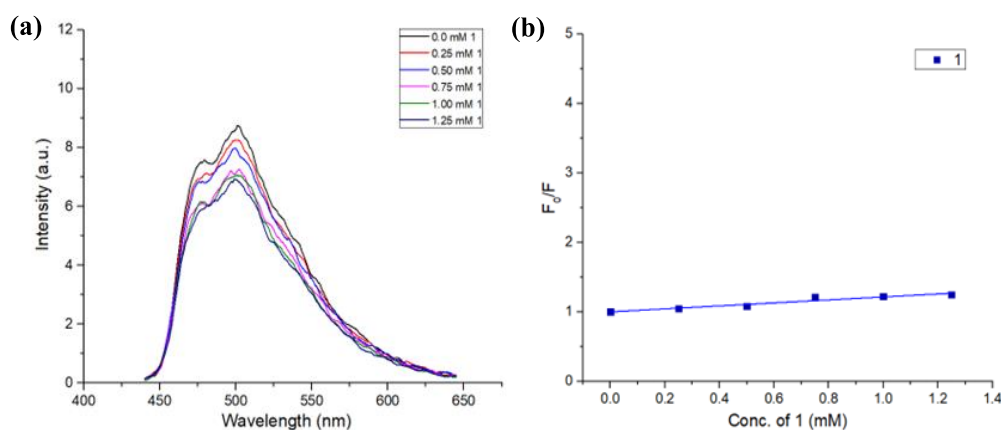 (a)
12
10
8
6
4
2
0
Intensity (a.u.)
0.0 mM 1
0.25 mM 1
0.50 mM 1
0.75 mM 1
1.00 mM 1
1.25 mM 1
400 450 500 550 600 650
Wavelength (nm)
(b)
5
4
3
2
1
0
F0/F
1
0.0 0.2 0.4 0.6 0.8 1.0 1.2 1.4
Conc. of 1 (mM)